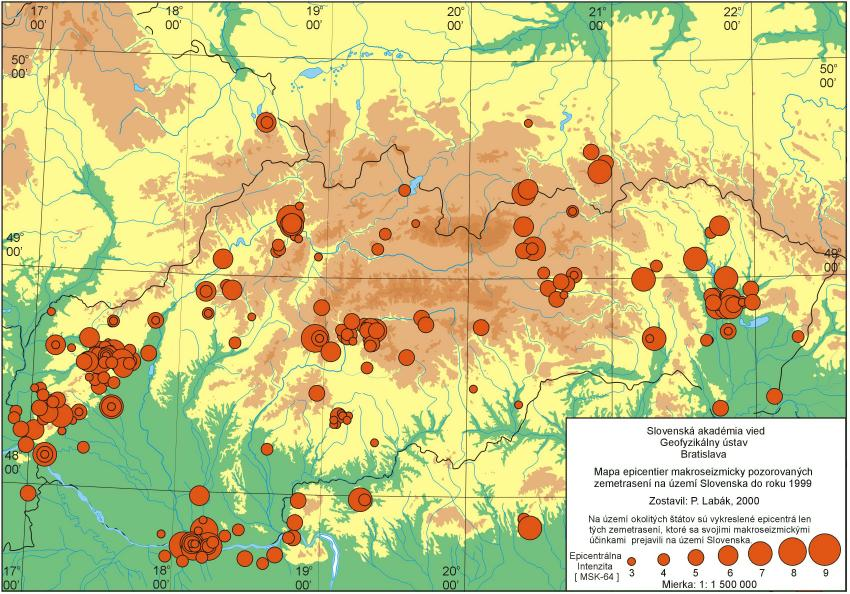 17° 00'
18° 00'
19° 00'
20° 00'
21° 00'
22° 00'
50° 00'
50° 00'
49° 00'
49° 00'
48 00'
17° 00'
18° 00'
19° 00'
20° 00'
Slovenská akadémia vied
Geofyzikálny ústav
Bratislava
Mapa epicentier makroseizmicky pozorovaných
zemetrasení na území Slovenska do roku 1999
Zostavil: P. Labák, 2000
Na území okolitých štátov sú vykreslené epicentrá len
tých zemetrasení, ktoré sa svojimi makroseizmickými
účinkami prejavili na území Slovenska.
Epicentrálna
Intenzita
[ MSK-64 ]
3 4 5 6 7 8 9
Mierka: 1: 1 500 000